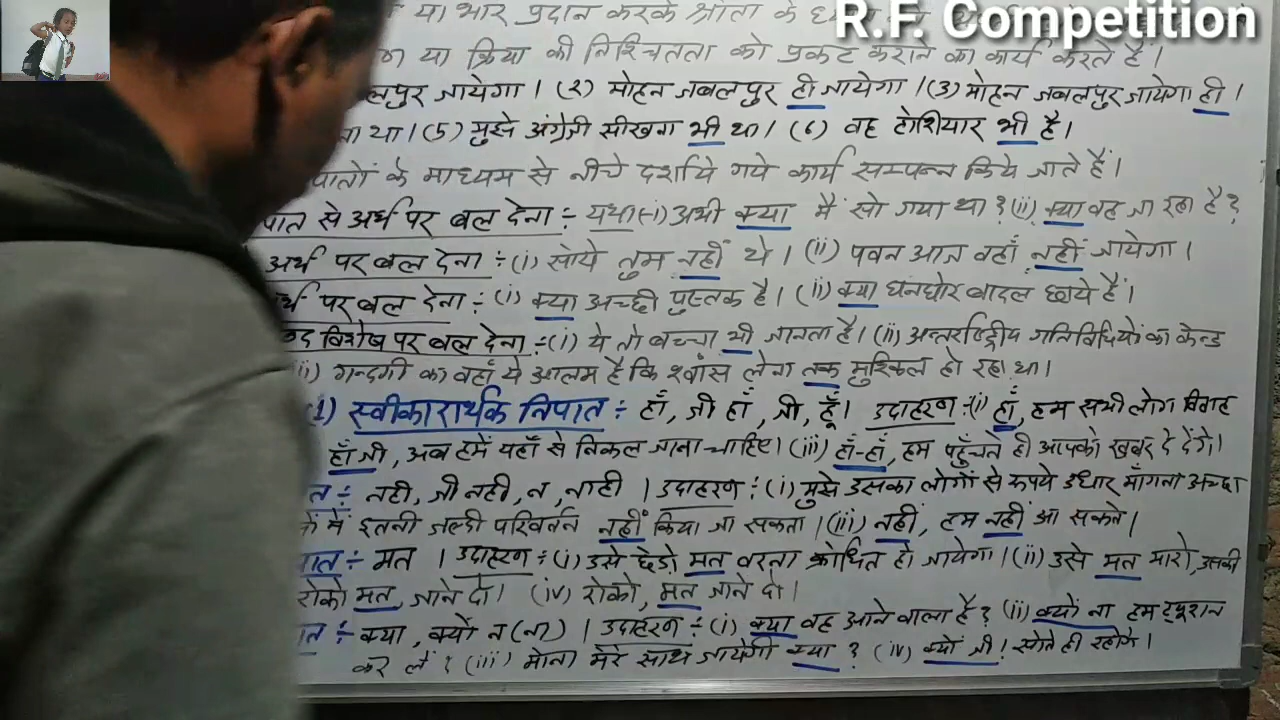 R.F. Competition
या भार प्रदान करके श्रोता के
या क्रिया की निश्चितता को प्रकट कराने का कार्य करते हैं।
जायेगा। (2) मोहन जबलपुर ही जायेगा। (3) मोहन जबलपुर जायेगा ही।
था। (5) मुझे अंग्रेजी सीखना भी था। (6) वह होशियार भी है।
के माध्यम से नीचे दर्शाये गये कार्य सम्पन्न किये जाते हैं।
से अर्थ पर बल देना :- यथा (i) अभी क्या मैं सो गया था? (ii) क्या वह जा रहा है?
अर्थ पर बल देना :- (i) सोये तुम नहीं थे। (ii) पवन आज वहाँ नहीं जायेगा।
पर बल देना :- (i) क्या अच्छी पुस्तक है। (ii) क्या घनघोर बादल छाये हैं।
विशेष पर बल देना :- (i) ये तो बच्चा भी जानता है। (ii) अन्तर्राष्ट्रीय गतिविधियों का केन्द्र
गन्दगी का वहाँ ये आलम है कि श्वाँस लेना तक मुश्किल हो रहा था।
(1) स्वीकारार्थक निपात :- हाँ, जी हाँ, जी, हूँ। उदाहरण :- (i) हाँ, हम सभी लोग विवाह
हाँ जी, अब हमें यहाँ से निकल जाना चाहिए। (iii) हाँ-हाँ, हम पहुँचते ही आपको खबर दे देंगे।
नही, जी नही, न, नाही। उदाहरण :- (i) मुझे उसका लोगों से रूपये उधार माँगना अच्छा
में इतनी जल्दी परिवर्तन नहीं किया जा सकता। (iii) नहीं, हम नहीं आ सकते।
मत। उदाहरण :- (i) उसे छेड़ो मत वरना क्रोधित हो जायेगा। (ii) उसे मत मारो, उसकी
रोको मत, जाने दो। (iv) रोको, मत जाने दो।
क्या, क्यों न (ना)। उदाहरण :- (i) क्या वह आने वाला है? (ii) क्यों ना हम ट्यूशन
कर लें? (iii) मोना मेरे साथ जायेगी क्या? (iv) क्यों जी! सोते ही रहोगे।